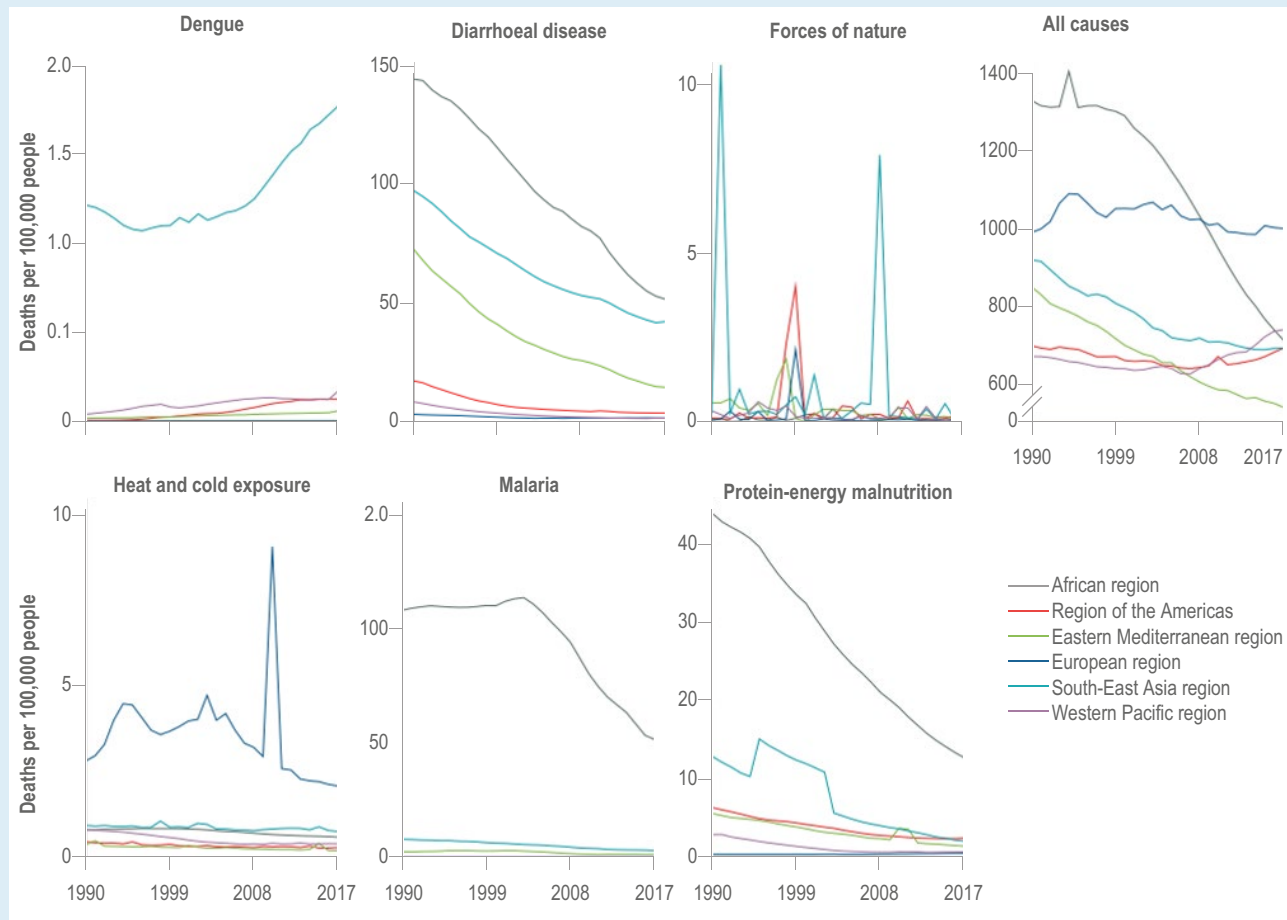 Dengue
Diarrhoeal disease
Forces of nature
All causes
Deaths per 100,000 people
2.0
1.5
1.0
0.1
0
150
100
50
0
10
5
0
1400
1200
1000
800
600
0
1990 1999 2008 2017
Heat and cold exposure
Malaria
Protein-energy malnutrition
Deaths per 100,000 people
10
5
0
1990 1999 2008 2017
2.0
100
50
0
1990 1999 2008 2017
40
30
20
10
0
1990 1999 2008 2017
African region
Region of the Americas
Eastern Mediterranean region
European region
South-East Asia region
Western Pacific region